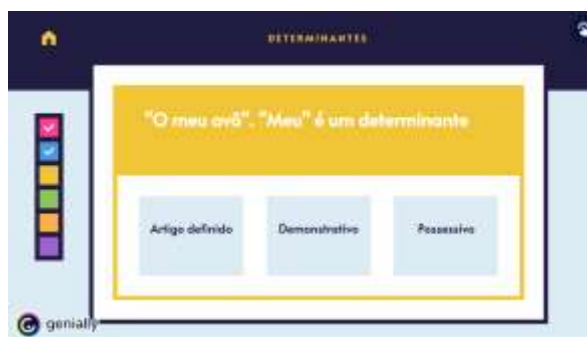 DETERMINANTES
"O meu avô". "Meu" é um determinante
Artigo definido
Demonstrativo
Possessivo
genially